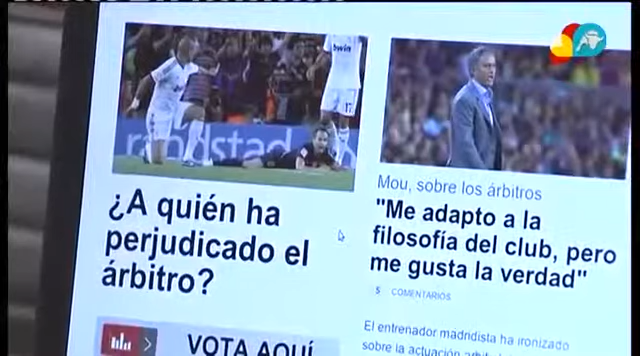 bwin
17
randstad
¿A quién ha
perjudicado el
árbitro?
VOTA AQUÍ
Mou, sobre los árbitros
"Me adapto a la
filosofía del club, pero
me gusta la verdad"
5 COMENTARIOS
El entrenador madridista ha ironizado
sobre la actuación